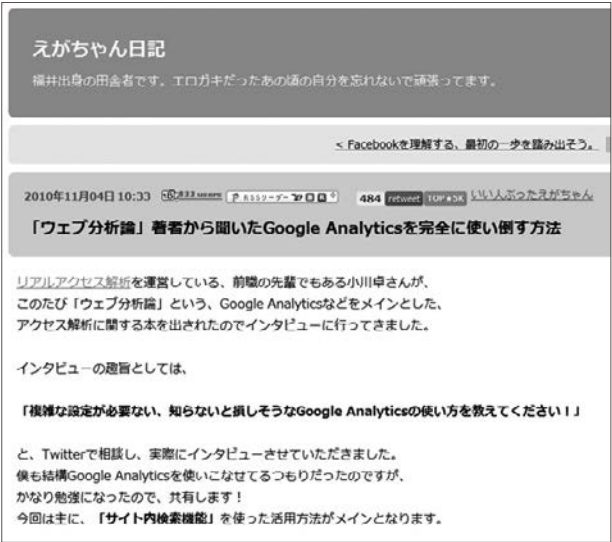 えがちゃん日記
福井出身の田舎者です。エロガキだったあの頃の自分を忘れないで頑張ってます。
< Facebookを理解する、最初の一歩を踏み出そう。
2010年11月04日 10:33 833 users RSSリーダー 484 retweet TOP★5K いい人ぶったえがちゃん
「ウェブ分析論」著者から聞いたGoogle Analyticsを完全に使い倒す方法
リアルアクセス解析を運営している、前職の先輩でもある小川卓さんが、
このたび「ウェブ分析論」という、Google Analyticsなどをメインとした、
アクセス解析に関する本を出されたのでインタビューに行ってきました。
インタビューの趣旨としては、
「複雑な設定が必要ない、知らないと損しそうなGoogle Analyticsの使い方を教えてください！」
と、Twitterで相談し、実際にインタビューさせていただきました。
僕も結構Google Analyticsを使いこなせてるつもりだったのですが、
かなり勉強になったので、共有します！
今回は主に、「サイト内検索機能」を使った活用方法がメインとなります。